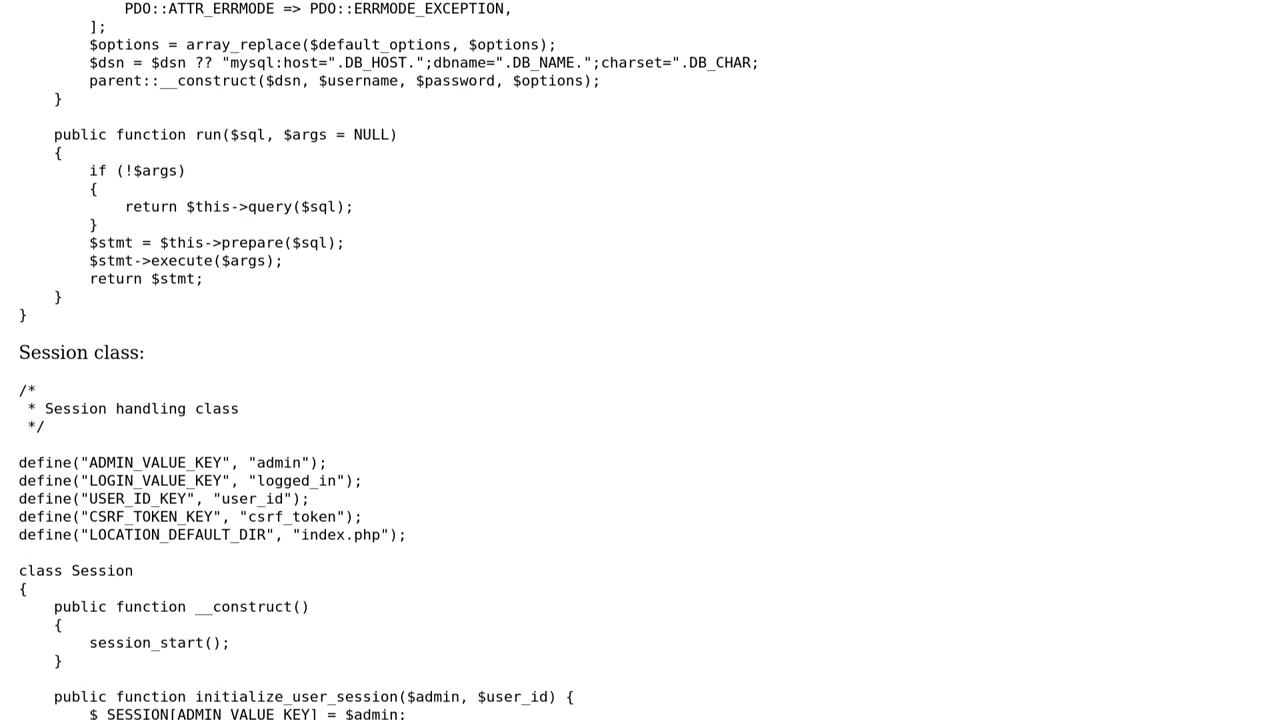 PDO::ATTR_ERRMODE => PDO::ERRMODE_EXCEPTION,
        ];
        $options = array_replace($default_options, $options);
        $dsn = $dsn ?? "mysql:host=".DB_HOST.";dbname=".DB_NAME.";charset=".DB_CHAR;
        parent::__construct($dsn, $username, $password, $options);
    }

    public function run($sql, $args = NULL)
    {
        if (!$args)
        {
            return $this->query($sql);
        }
        $stmt = $this->prepare($sql);
        $stmt->execute($args);
        return $stmt;
    }
}

Session class:

/*
 * Session handling class
 */

define("ADMIN_VALUE_KEY", "admin");
define("LOGIN_VALUE_KEY", "logged_in");
define("USER_ID_KEY", "user_id");
define("CSRF_TOKEN_KEY", "csrf_token");
define("LOCATION_DEFAULT_DIR", "index.php");

class Session
{
    public function __construct()
    {
        session_start();
    }

    public function initialize_user_session($admin, $user_id) {
        $_SESSION[ADMIN_VALUE_KEY] = $admin;